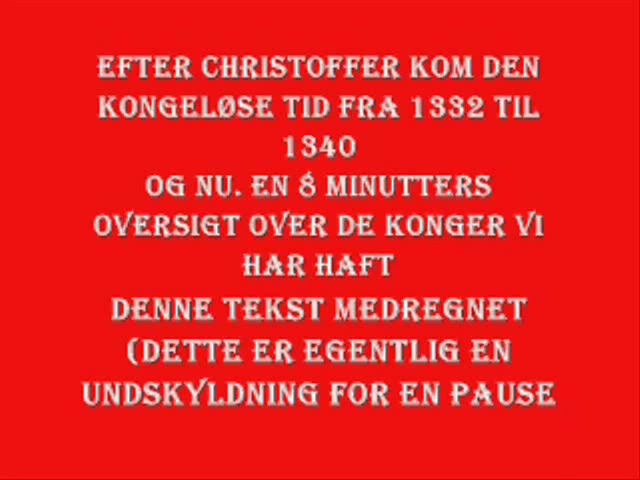 EFTER CHRISTOFFER KOM DEN
KONGELØSE TID FRA 1332 TIL
1340
OG NU. EN 8 MINUTTERS
OVERSIGT OVER DE KONGER VI
HAR HAFT
DENNE TEKST MEDREGNET
(DETTE ER EGENTLIG EN
UNDSKYLDNING FOR EN PAUSE